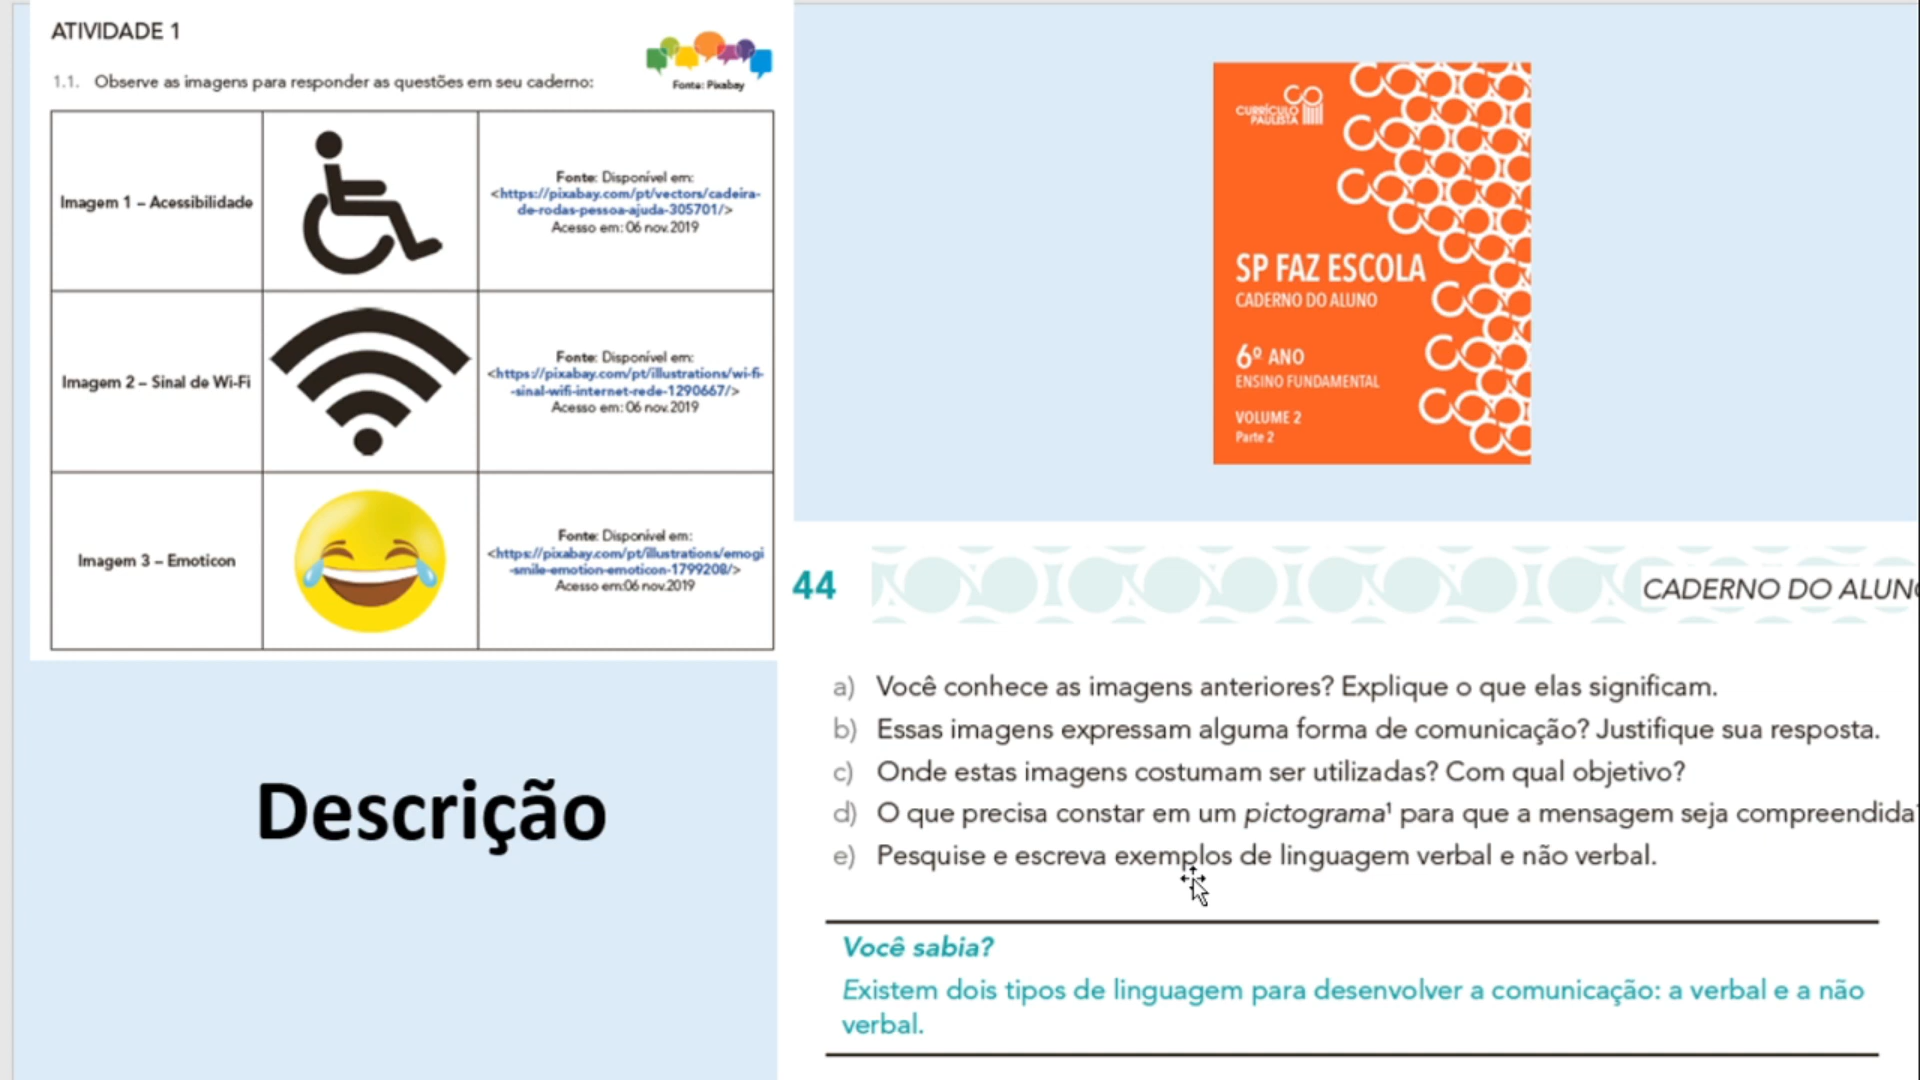 ATIVIDADE 1
Fonte: Pixabay
1.1. Observe as imagens para responder as questões em seu caderno:
Imagem 1 – Acessibilidade
Fonte: Disponível em:
<https://pixabay.com/pt/vectors/cadeira-
de-rodas-pessoa-ajuda-305701/>
Acesso em: 06 nov.2019
Imagem 2 – Sinal de Wi-Fi
Fonte: Disponível em:
<https://pixabay.com/pt/illustrations/wi-fi-
-sinal-wifi-internet-rede-1290667/>
Acesso em: 06 nov.2019
Imagem 3 – Emoticon
Fonte: Disponível em:
<https://pixabay.com/pt/illustrations/emogi
-smile-emotion-emoticon-1799208/>
Acesso em:06 nov.2019
Descrição
CURRÍCULO
PAULISTA
SP FAZ ESCOLA
CADERNO DO ALUNO
6º ANO
ENSINO FUNDAMENTAL
VOLUME 2
Parte 2
44
CADERNO DO ALUNO
a) Você conhece as imagens anteriores? Explique o que elas significam.
b) Essas imagens expressam alguma forma de comunicação? Justifique sua resposta.
c) Onde estas imagens costumam ser utilizadas? Com qual objetivo?
d) O que precisa constar em um pictograma¹ para que a mensagem seja compreendida?
e) Pesquise e escreva exemplos de linguagem verbal e não verbal.
Você sabia?
Existem dois tipos de linguagem para desenvolver a comunicação: a verbal e a não
verbal.